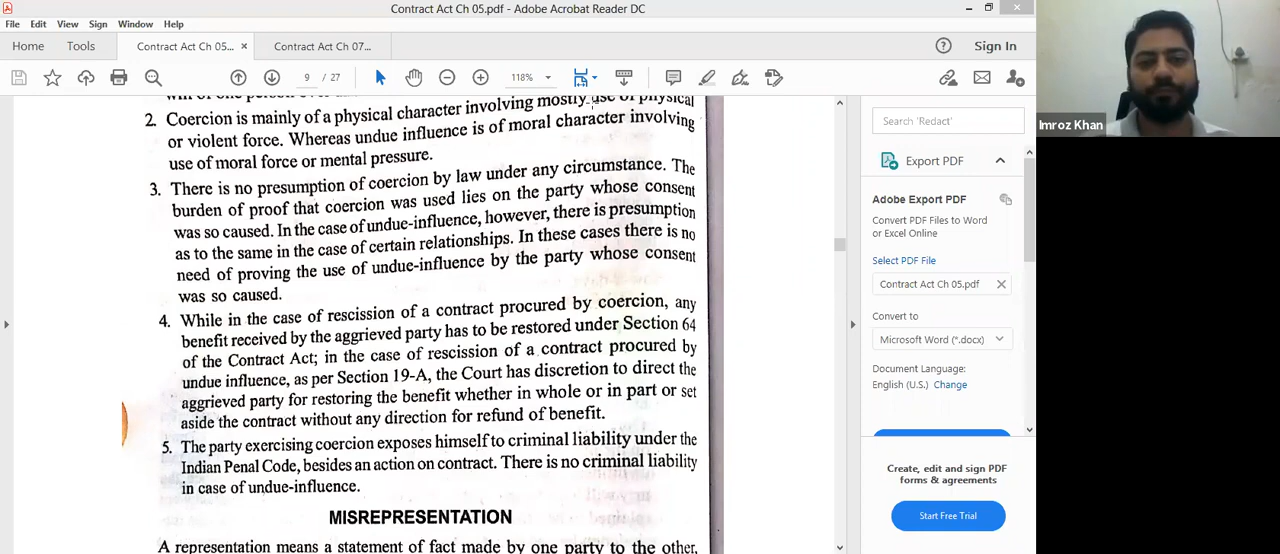 Contract Act Ch 05.pdf - Adobe Acrobat Reader DC
File Edit View Sign Window Help
Home Tools Contract Act Ch 05... × Contract Act Ch 07... Sign In
9 / 27 118%
2. Coercion is mainly of a physical character involving mostly use of physical
or violent force. Whereas undue influence is of moral character involving
use of moral force or mental pressure.
3. There is no presumption of coercion by law under any circumstance. The
burden of proof that coercion was used lies on the party whose consent
was so caused. In the case of undue-influence, however, there is presumption
as to the same in the case of certain relationships. In these cases there is no
need of proving the use of undue-influence by the party whose consent
was so caused.
4. While in the case of rescission of a contract procured by coercion, any
benefit received by the aggrieved party has to be restored under Section 64
of the Contract Act; in the case of rescission of a contract procured by
undue influence, as per Section 19-A, the Court has discretion to direct the
aggrieved party for restoring the benefit whether in whole or in part or set
aside the contract without any direction for refund of benefit.
5. The party exercising coercion exposes himself to criminal liability under the
Indian Penal Code, besides an action on contract. There is no criminal liability
in case of undue-influence.
MISREPRESENTATION
A representation means a statement of fact made by one party to the other,
Search 'Redact'
Export PDF
Adobe Export PDF
Convert PDF Files to Word
or Excel Online
Select PDF File
Contract Act Ch 05.pdf
Convert to
Microsoft Word (*.docx)
Document Language:
English (U.S.) Change
Create, edit and sign PDF
forms & agreements
Start Free Trial
Imroz Khan